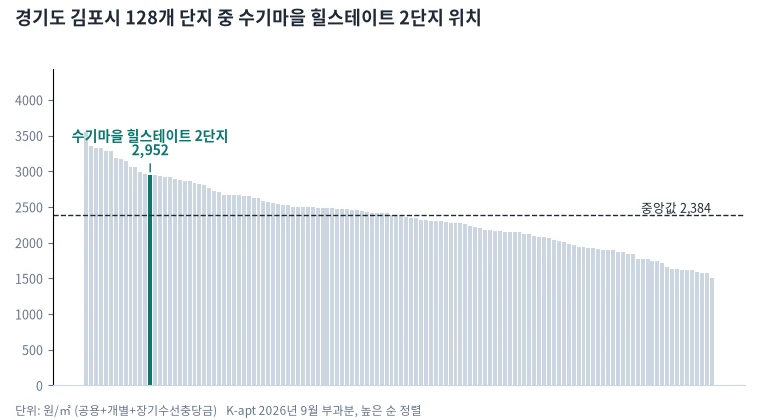 경기도 김포시 128개 단지 중 수기마을 힐스테이트 2단지 위치
4000
3500
3000
2500
2000
1500
1000
500
0
수기마을 힐스테이트 2단지
2,952
중앙값 2,384
단위: 원/㎡ (공용+개별+장기수선충당금) K-apt 2026년 9월 부과분, 높은 순 정렬